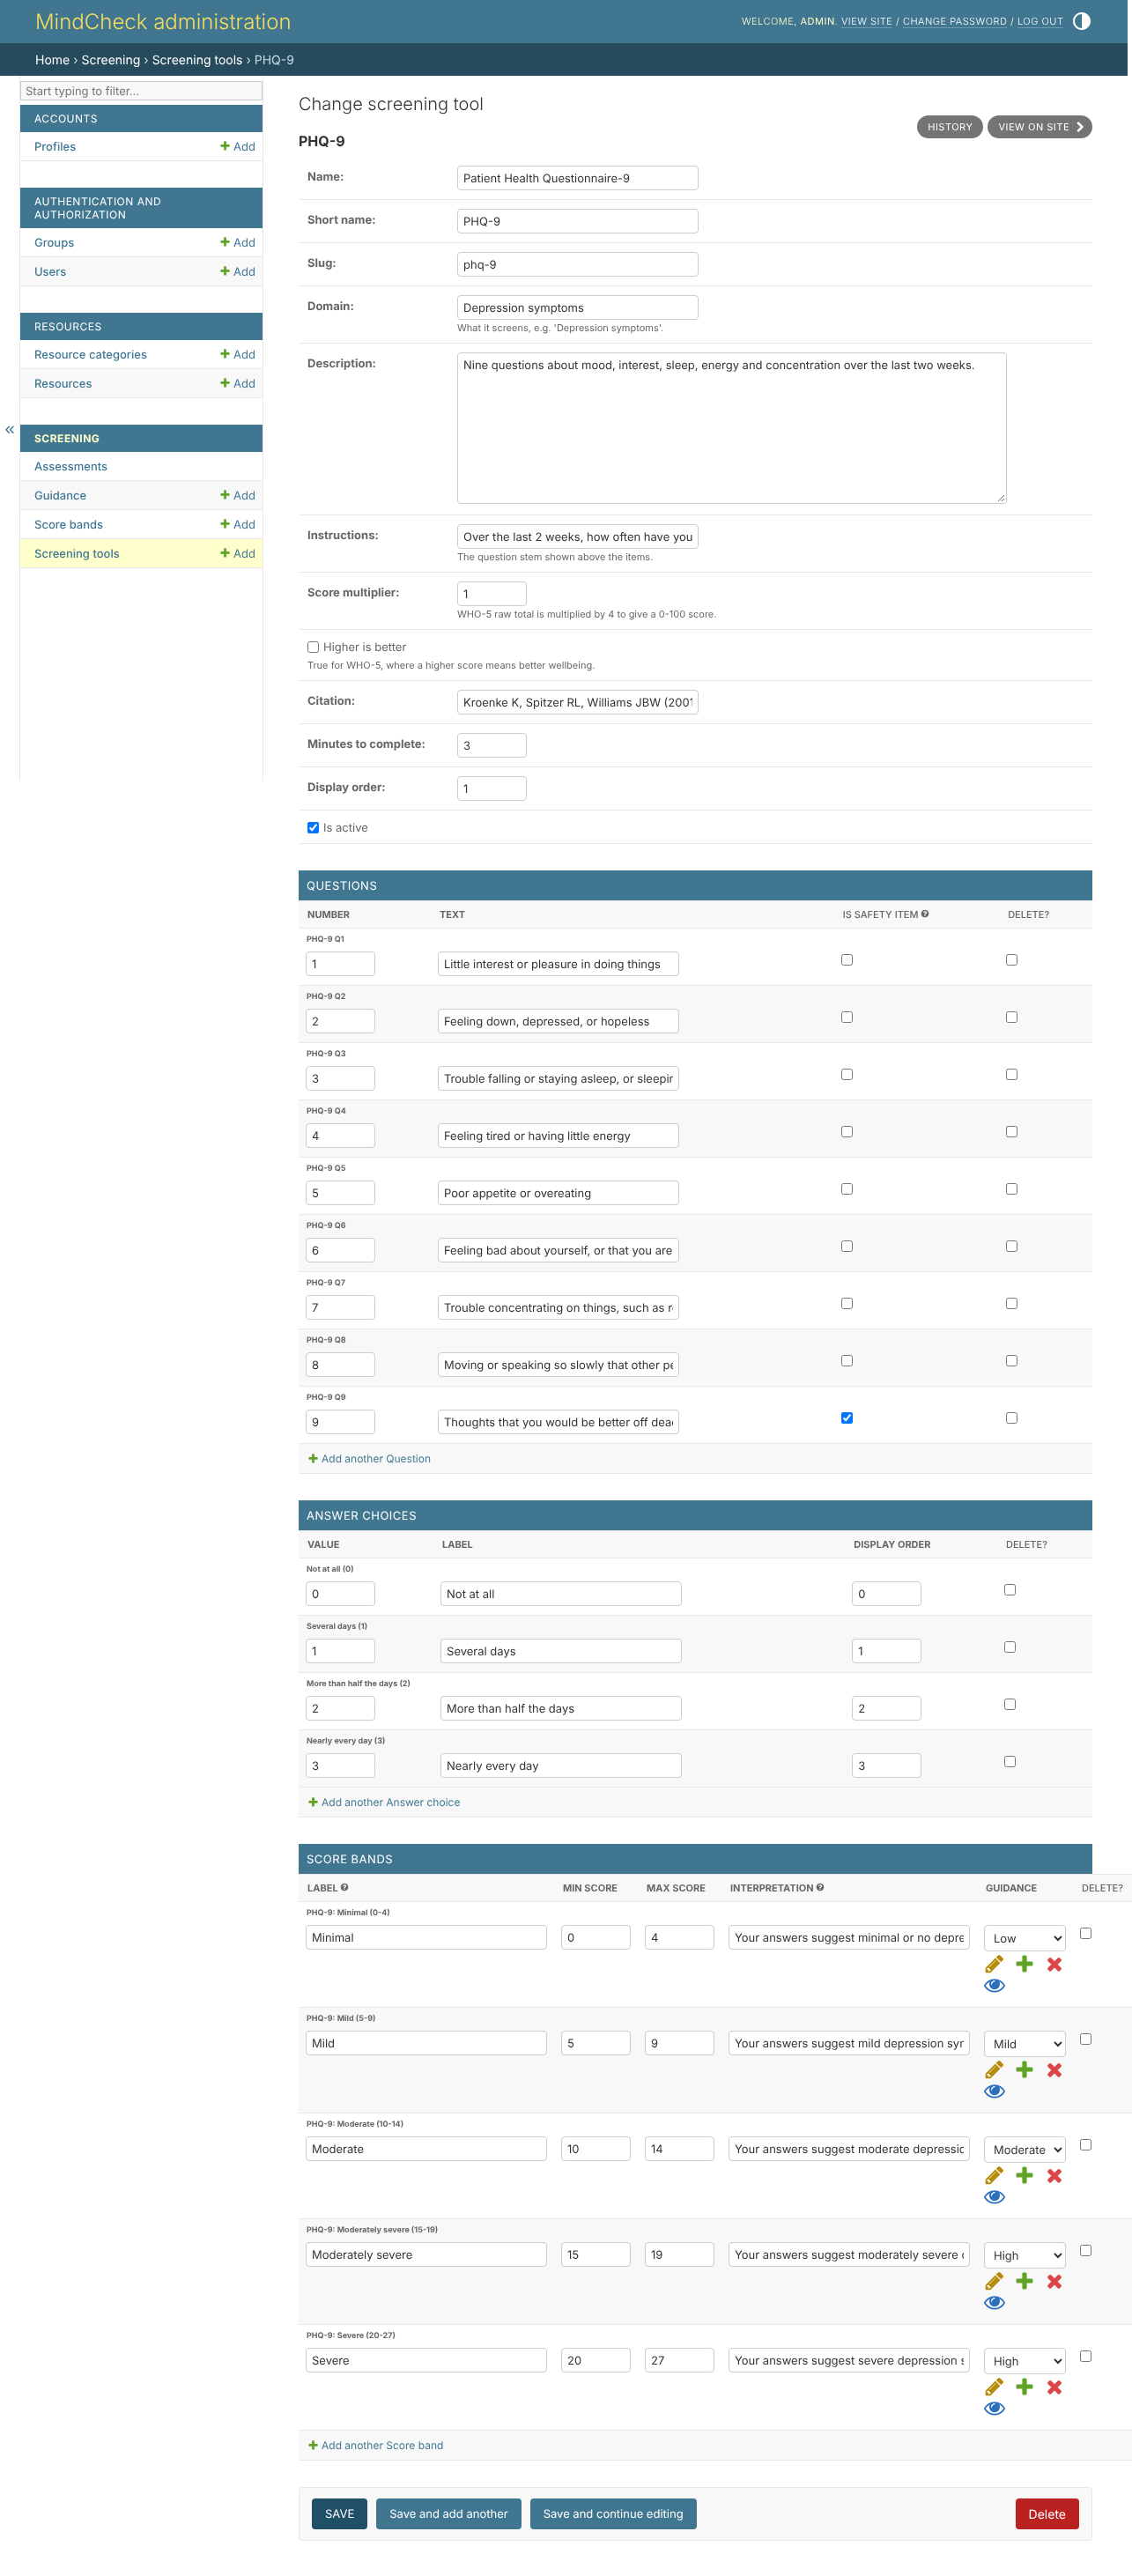 MindCheck administration
WELCOME, ADMIN. VIEW SITE / CHANGE PASSWORD / LOG OUT
Home › Screening › Screening tools › PHQ-9
Start typing to filter...
ACCOUNTS
Profiles
Add
AUTHENTICATION AND
AUTHORIZATION
Groups
Add
Users
Add
RESOURCES
Resource categories
Add
Resources
Add
«
SCREENING
Assessments
Guidance
Add
Score bands
Add
Screening tools
Add
Change screening tool
PHQ-9
HISTORY
VIEW ON SITE
Name:
Patient Health Questionnaire-9
Short name:
PHQ-9
Slug:
phq-9
Domain:
Depression symptoms
What it screens, e.g. 'Depression symptoms'.
Description:
Nine questions about mood, interest, sleep, energy and concentration over the last two weeks.
Instructions:
Over the last 2 weeks, how often have you
The question stem shown above the items.
Score multiplier:
1
WHO-5 raw total is multiplied by 4 to give a 0-100 score.
Higher is better
True for WHO-5, where a higher score means better wellbeing.
Citation:
Kroenke K, Spitzer RL, Williams JBW (2001
Minutes to complete:
3
Display order:
1
Is active
QUESTIONS
NUMBER TEXT IS SAFETY ITEM DELETE?
PHQ-9 Q1
1 Little interest or pleasure in doing things
PHQ-9 Q2
2 Feeling down, depressed, or hopeless
PHQ-9 Q3
3 Trouble falling or staying asleep, or
PHQ-9 Q4
4 Feeling tired or having little energy
PHQ-9 Q5
5 Poor appetite or overeating
PHQ-9 Q6
6 Feeling bad about yourself, or that you are
PHQ-9 Q7
7 Trouble concentrating on things, such as
PHQ-9 Q8
8 Moving or speaking so slowly that other
PHQ-9 Q9
9 Thoughts that you would be better off
Add another Question
ANSWER CHOICES
VALUE LABEL DISPLAY ORDER DELETE?
Not at all (0)
0 Not at all 0
Several days (1)
1 Several days 1
More than half the days (2)
2 More than half the days 2
Nearly every day (3)
3 Nearly every day 3
Add another Answer choice
SCORE BANDS
LABEL MIN SCORE MAX SCORE INTERPRETATION GUIDANCE DELETE?
PHQ-9: Minimal (0-4)
Minimal 0 4 Your answers suggest minimal or no Low
PHQ-9: Mild (5-9)
Mild 5 9 Your answers suggest mild depression Mild
PHQ-9: Moderate (10-14)
Moderate 10 14 Your answers suggest moderate Moderate
PHQ-9: Moderately severe (15-19)
Moderately severe 15 19 Your answers suggest moderately severe High
PHQ-9: Severe (20-27)
Severe 20 27 Your answers suggest severe depression High
Add another Score band
SAVE
Save and add another
Save and continue editing
Delete